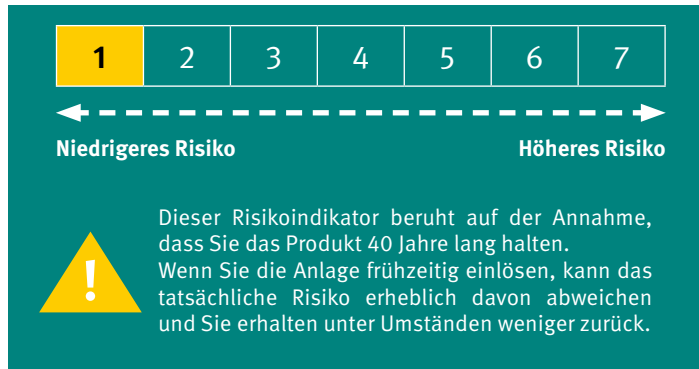 1 2 3 4 5 6 7
Niedrigeres Risiko Höheres Risiko
Dieser Risikoindikator beruht auf der Annahme,
dass Sie das Produkt 40 Jahre lang halten.
Wenn Sie die Anlage frühzeitig einlösen, kann das
tatsächliche Risiko erheblich davon abweichen
und Sie erhalten unter Umständen weniger zurück.
!